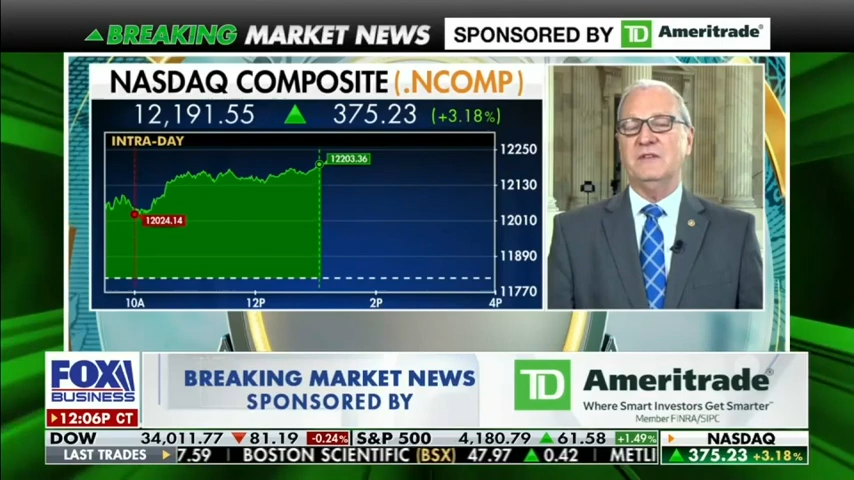 BREAKING MARKET NEWS SPONSORED BY TD Ameritrade®
NASDAQ COMPOSITE (.NCOMP)
12,191.55 ▲ 375.23 (+3.18%)
INTRA-DAY
12250
12203.36
12130
12024.14
12010
11890
11770
10A 12P 2P 4P
FOX BUSINESS
12:06P CT
BREAKING MARKET NEWS
SPONSORED BY
TD Ameritrade®
Where Smart Investors Get Smarter℠
Member FINRA/SIPC
DOW 34,011.77 ▼ 81.19 -0.24% S&P 500 4,180.79 ▲ 61.58 +1.49% NASDAQ
LAST TRADES 7.59 BOSTON SCIENTIFIC (BSX) 47.97 ▲ 0.42 METLI ▲ 375.23 +3.18%